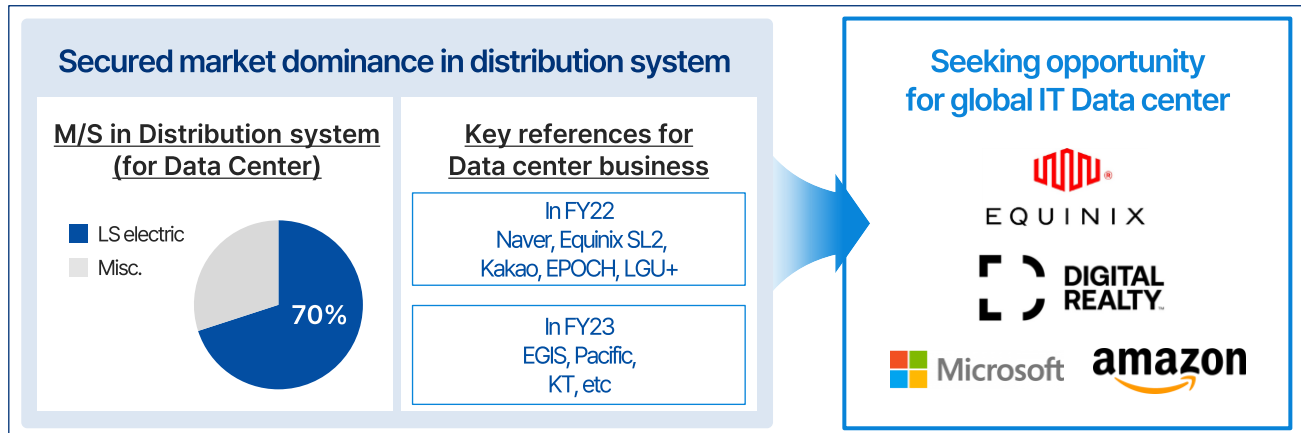 Secured market dominance in distribution system
M/S in Distribution system
(for Data Center)
LS electric
Misc.
70%
Key references for
Data center business
In FY22
Naver, Equinix SL2,
Kakao, EPOCH, LGU+
In FY23
EGIS, Pacific,
KT, etc
Seeking opportunity
for global IT Data center
EQUINIX
DIGITAL
REALTY
Microsoft
amazon